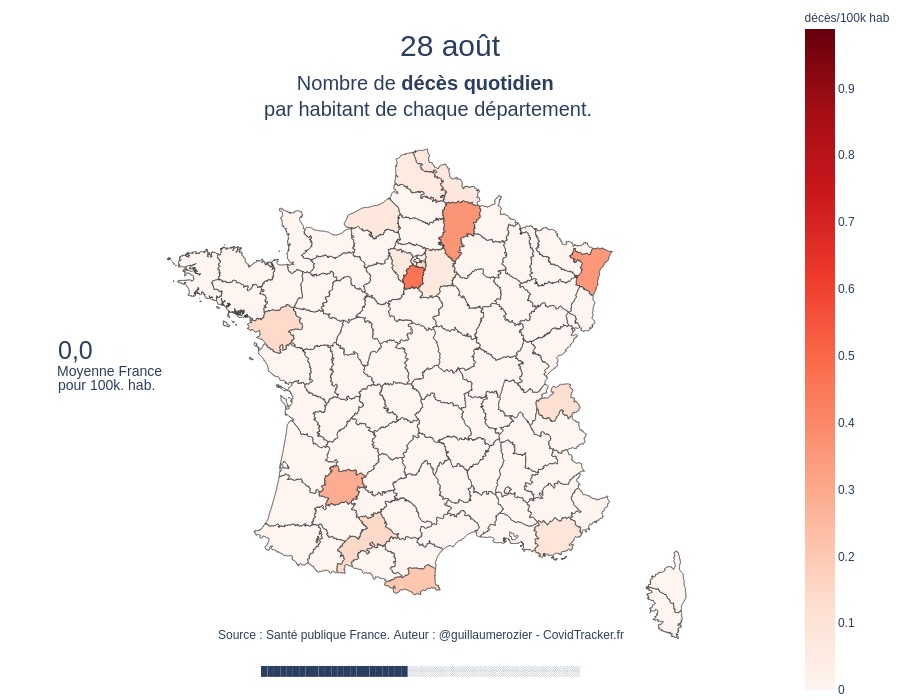 28 août
Nombre de décès quotidien
par habitant de chaque département.
décès/100k hab
0.9
0.8
0.7
0.6
0.5
0.4
0.3
0.2
0.1
0
0,0
Moyenne France
pour 100k. hab.
Source : Santé publique France. Auteur : @guillaumerozier - CovidTracker.fr